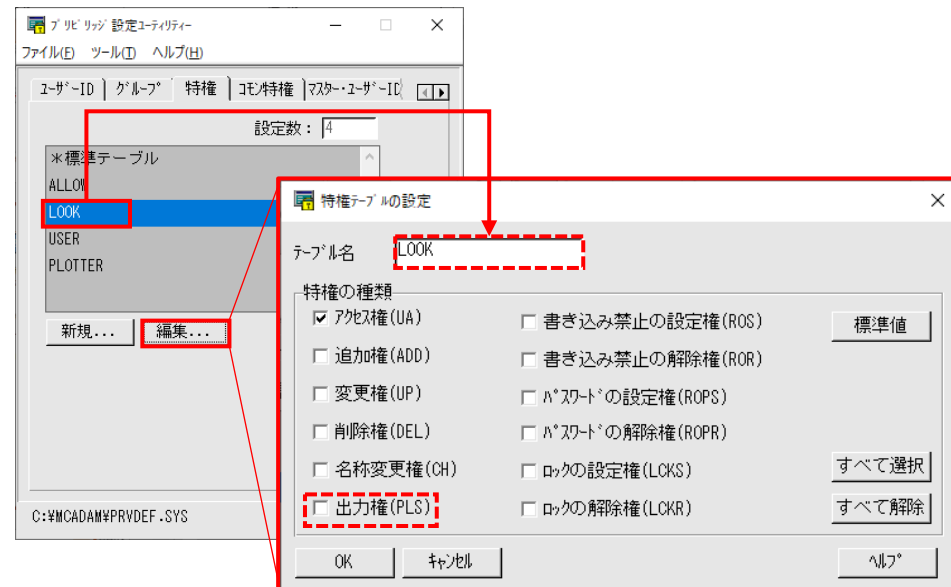 プリビリッジ 設定ユーティリティー
ファイル(F) ツール(T) ヘルプ(H)
ユーザーID グループ 特権 コモン特権 マスター・ユーザーID
設定数: 4
*標準テーブル
ALLOW
LOOK
USER
PLOTTER
新規... 編集...
C:¥MCADAM¥PRVDEF.SYS
特権テーブルの設定
テーブル名 LOOK
特権の種類
アクセス権(UA)
追加権(ADD)
変更権(UP)
削除権(DEL)
名称変更権(CH)
出力権(PLS)
書き込み禁止の設定権(ROS)
書き込み禁止の解除権(ROR)
パスワードの設定権(ROPS)
パスワードの解除権(ROPR)
ロックの設定権(LCKS)
ロックの解除権(LCKR)
標準値
すべて選択
すべて解除
OK キャンセル ヘルプ